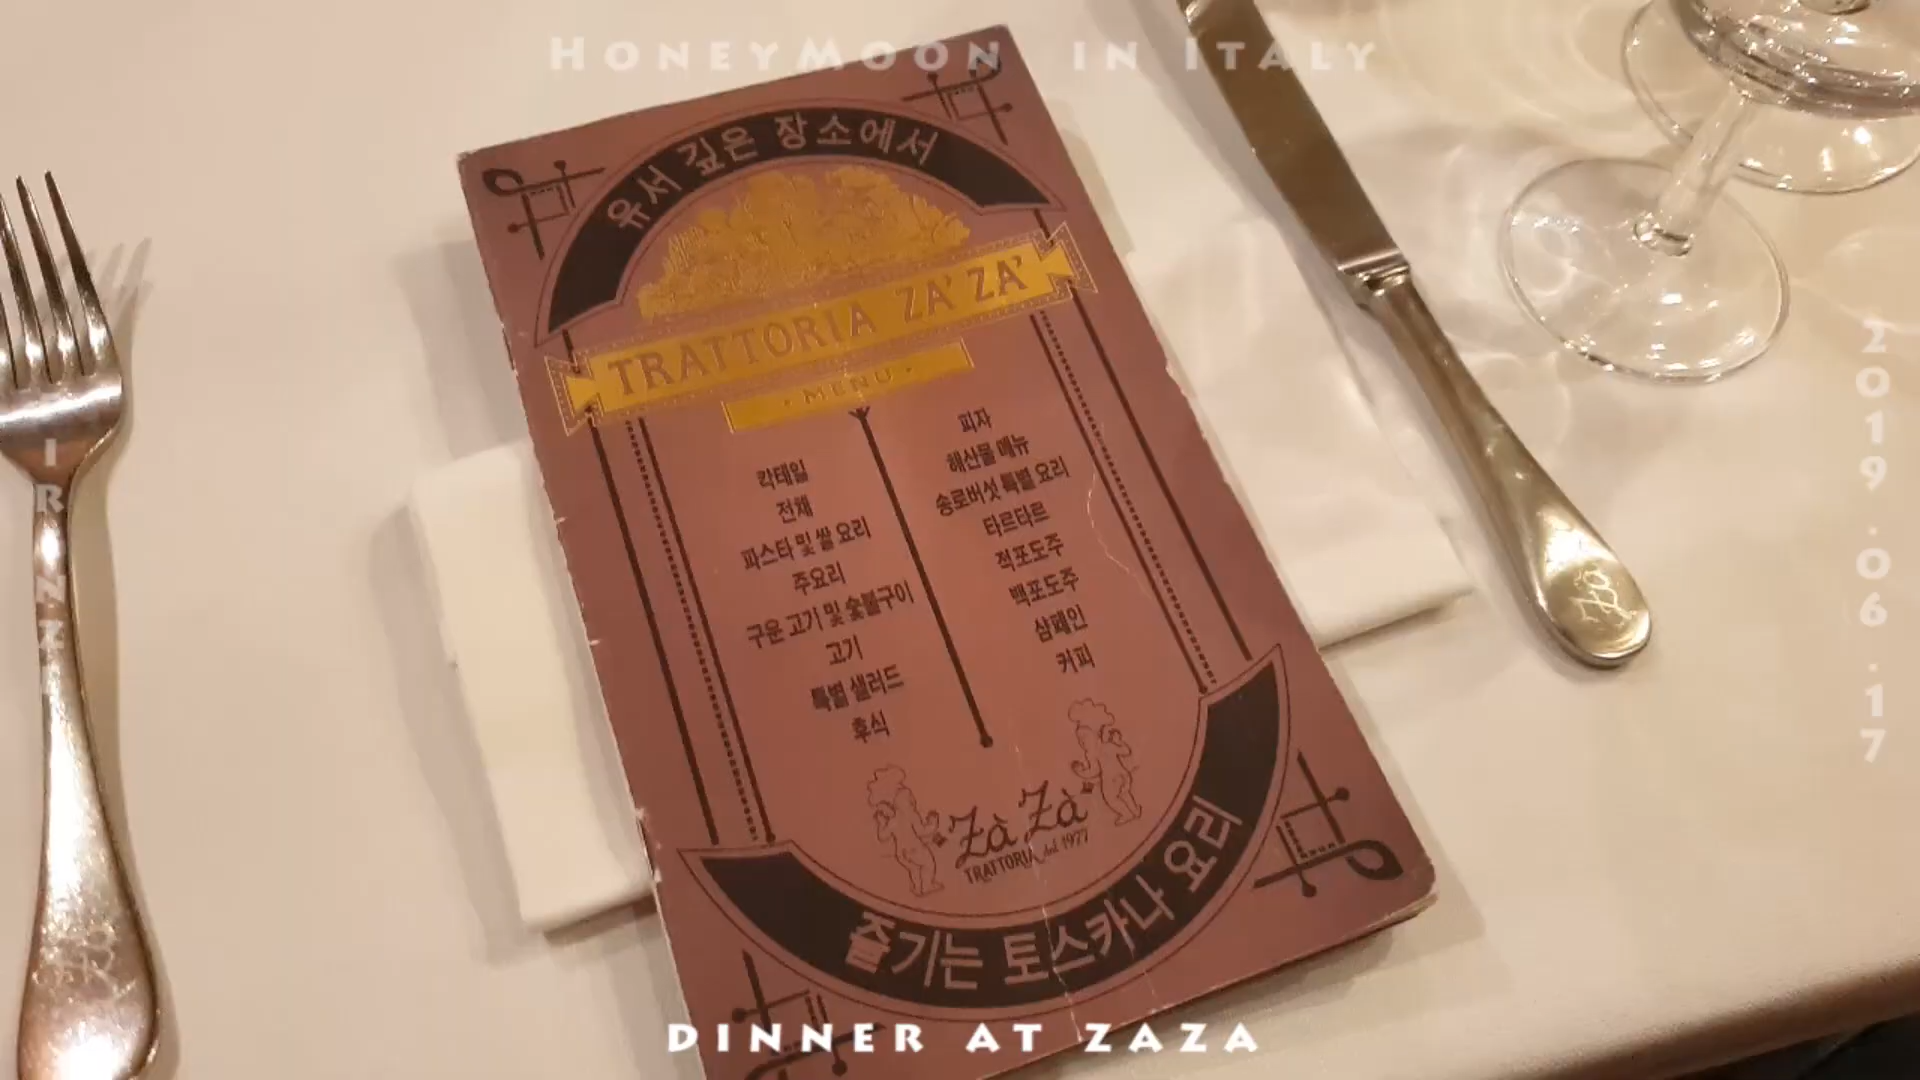 HONEYMOON IN ITALY
유서 깊은 장소에서
TRATTORIA ZA' ZA'
· MENU ·
칵테일
전채
파스타 및 쌀 요리
주요리
구운 고기 및 숯불구이
고기
특별 샐러드
후식
피자
해산물 메뉴
송로버섯 특별 요리
타르타르
적포도주
백포도주
샴페인
커피
"Zà Zà"
TRATTORIA dal 1977
즐기는 토스카나 요리
2019.06.17
DINNER AT ZAZA